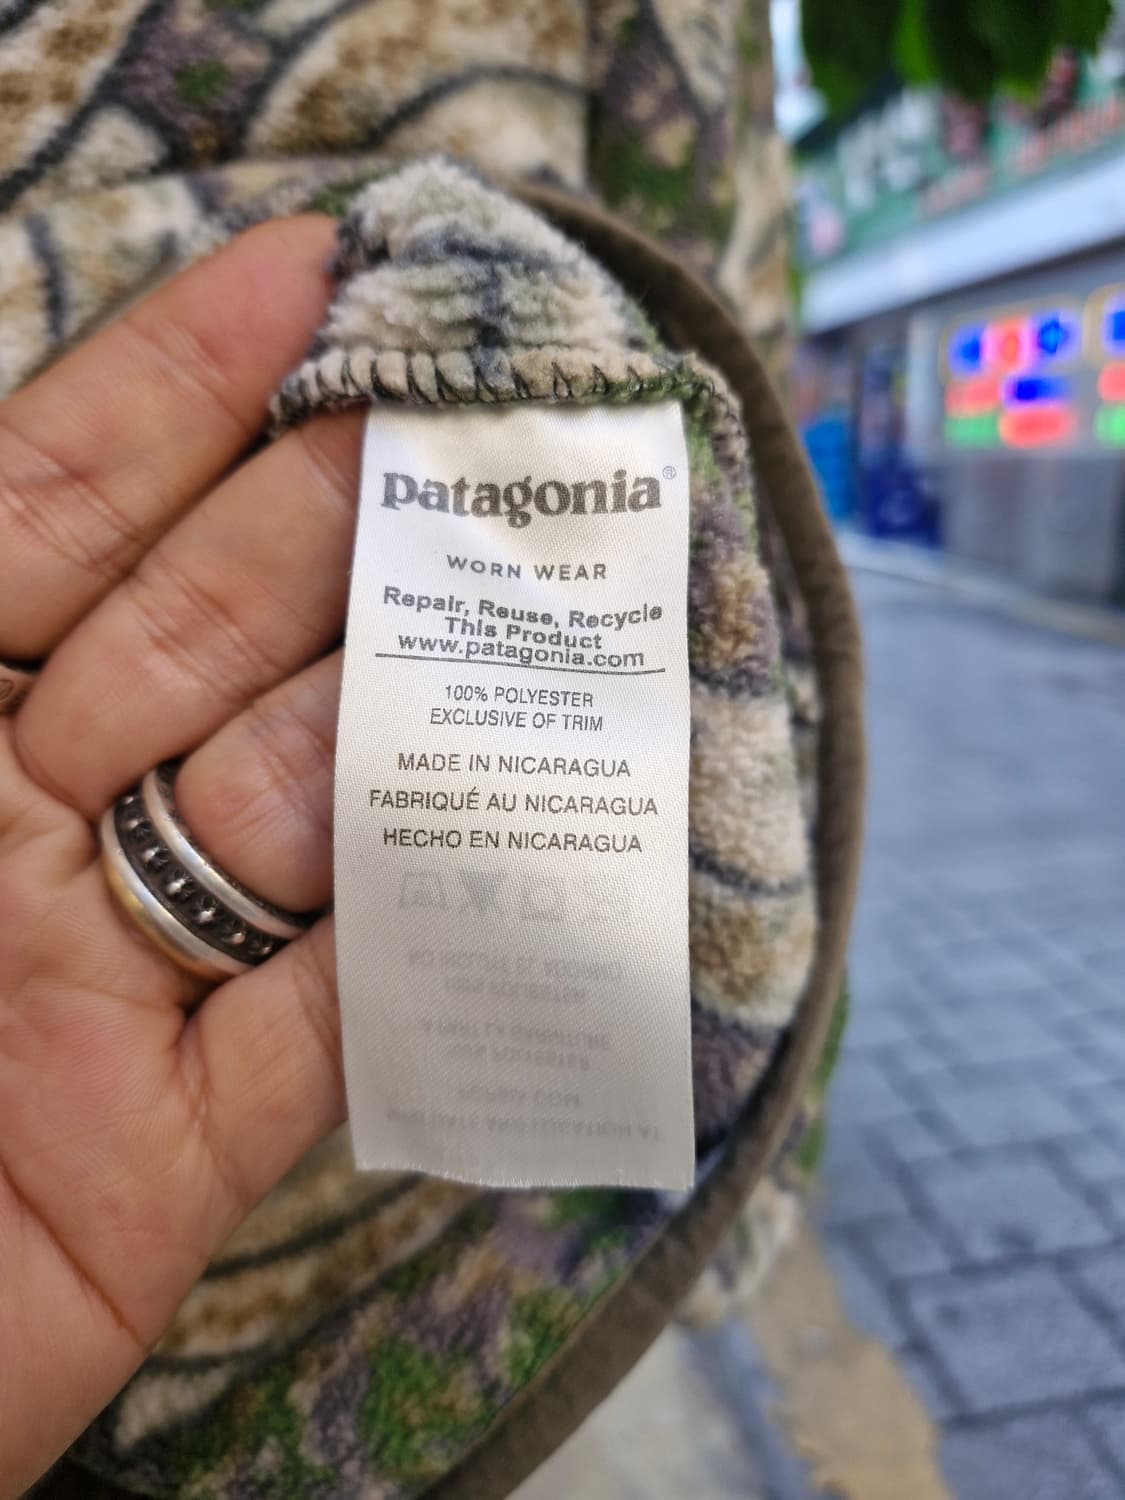 patagonia®
WORN WEAR
Repair, Reuse, Recycle
This Product
www.patagonia.com
100% POLYESTER
EXCLUSIVE OF TRIM
MADE IN NICARAGUA
FABRIQUÉ AU NICARAGUA
HECHO EN NICARAGUA